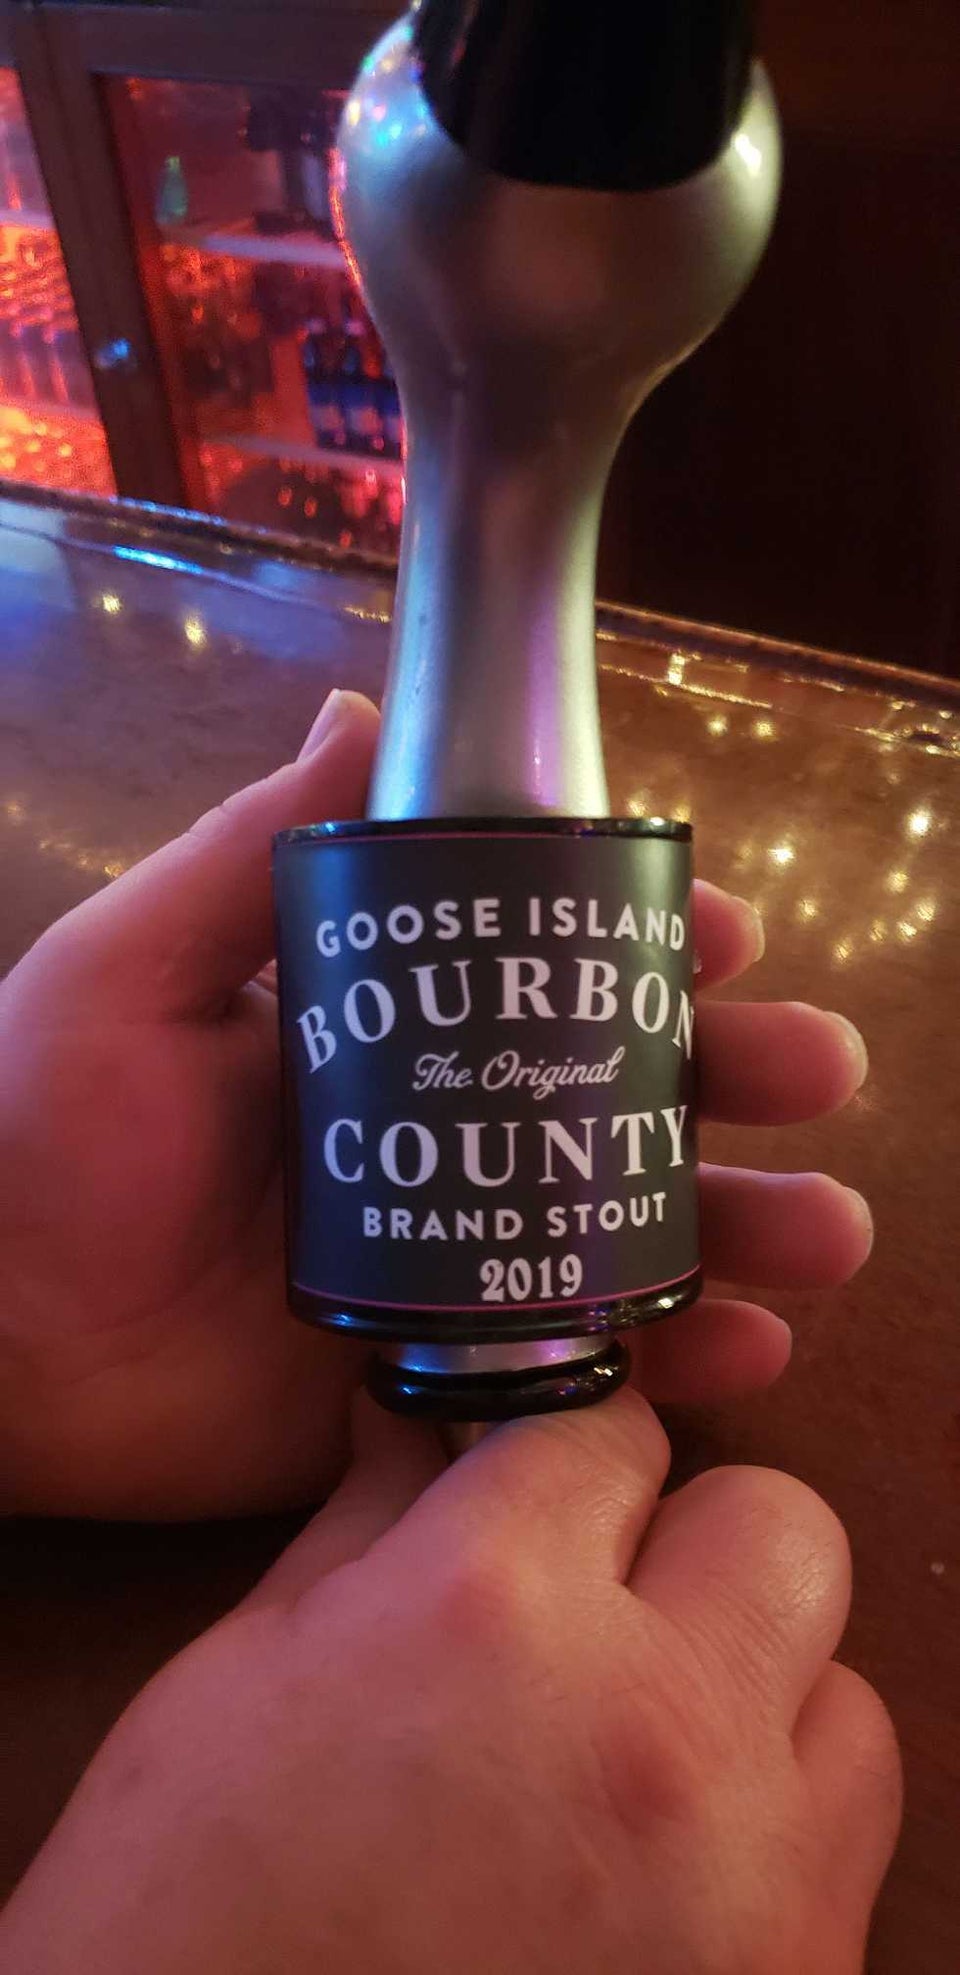 GOOSE ISLAND
BOURBON
The Original
COUNTY
BRAND STOUT
2019